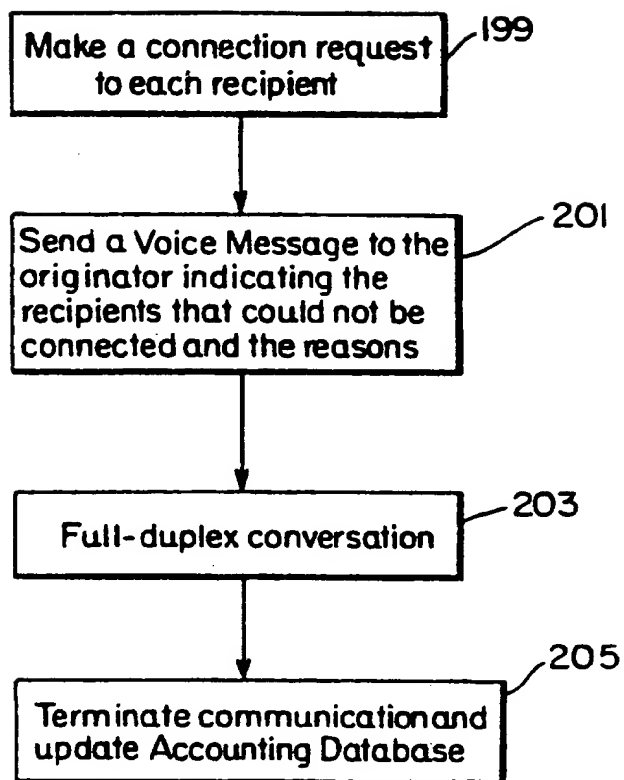 Make a connection request
to each recipient
199
Send a Voice Message to the
originator indicating the
recipients that could not be
connected and the reasons
201
Full-duplex conversation
203
Terminate communication and
update Accounting Database
205